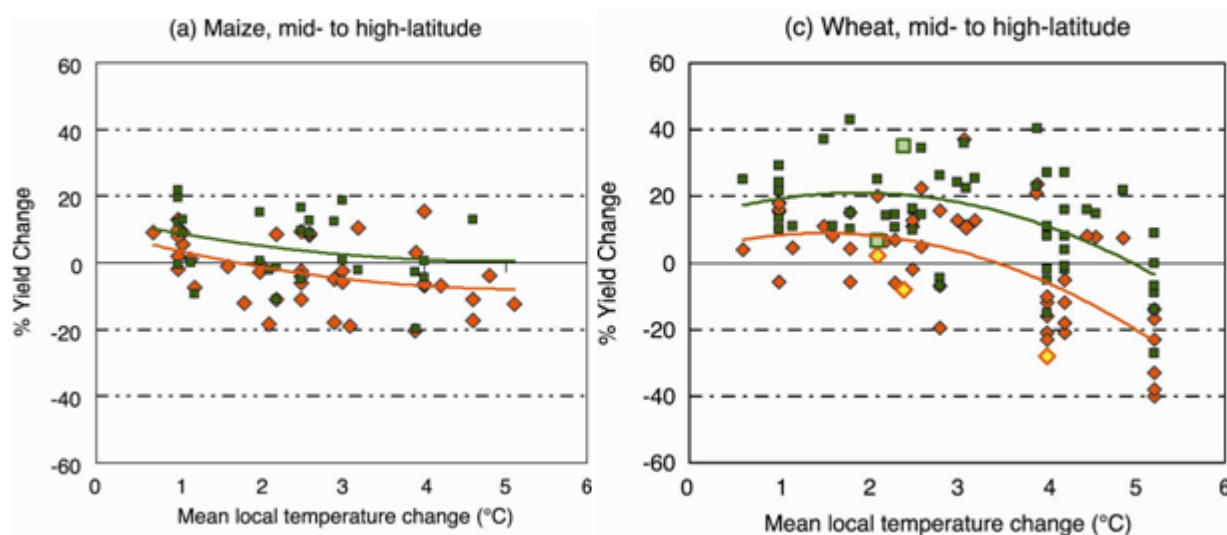 (a) Maize, mid- to high-latitude
60
40
20
0
-20
-40
-60
% Yield Change
0 1 2 3 4 5 6
Mean local temperature change (°C)
(c) Wheat, mid- to high-latitude
60
40
20
0
-20
-40
-60
% Yield Change
0 1 2 3 4 5 6
Mean local temperature change (°C)